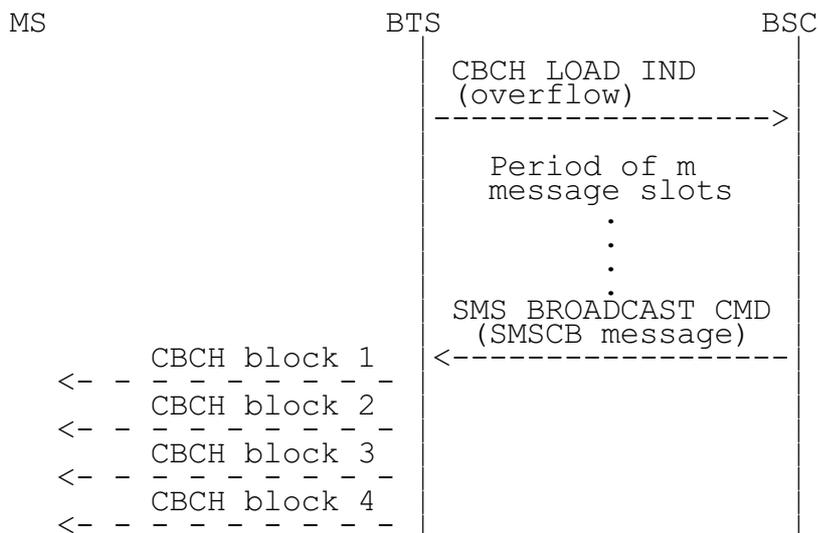 MS BTS BSC
CBCH LOAD IND
(overflow)
Period of m
message slots
.
.
.
.
SMS BROADCAST CMD
(SMSCB message)
CBCH block 1
CBCH block 2
CBCH block 3
CBCH block 4